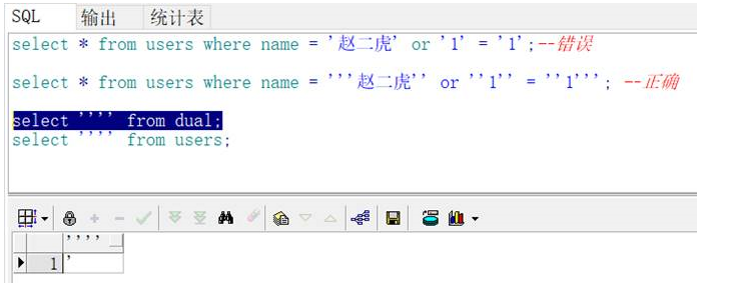 SQL 输出 统计表
select * from users where name = '赵二虎' or '1' = '1';--错误
select * from users where name = '''赵二虎'' or ''1'' = ''1'''; --正确
select '''' from dual;
select '''' from users;
''''
1 '